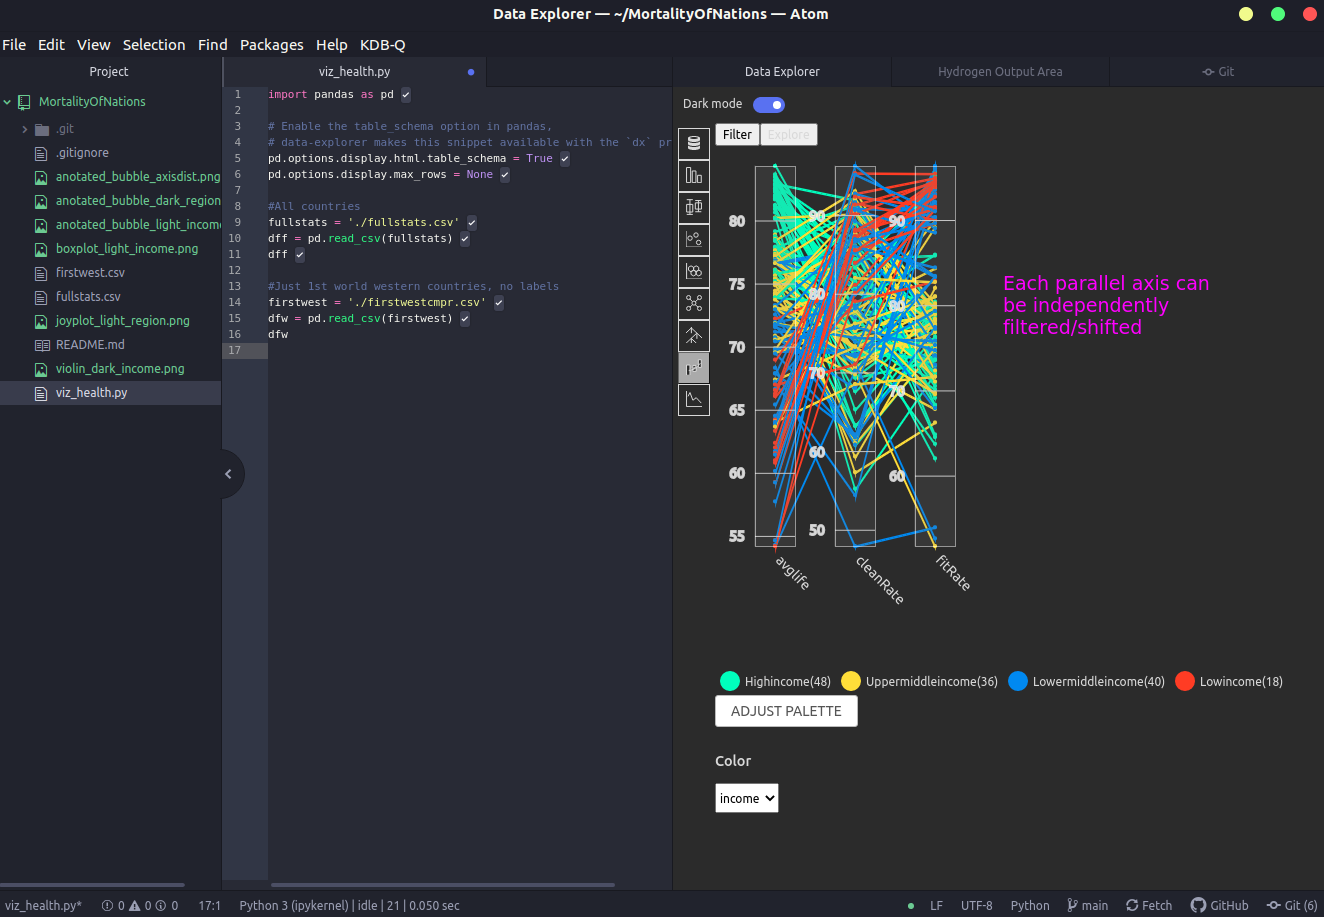 Data Explorer — ~/MortalityOfNations — Atom
File Edit View Selection Find Packages Help KDB-Q
Project
MortalityOfNations
.git
.gitignore
anotated_bubble_axisdist.png
anotated_bubble_dark_region
anotated_bubble_light_incom
boxplot_light_income.png
firstwest.csv
fullstats.csv
joyplot_light_region.png
README.md
violin_dark_income.png
viz_health.py
viz_health.py
1 import pandas as pd
2
3 # Enable the table_schema option in pandas,
4 # data-explorer makes this snippet available with the `dx` pr
5 pd.options.display.html.table_schema = True
6 pd.options.display.max_rows = None
7
8 #All countries
9 fullstats = './fullstats.csv'
10 dff = pd.read_csv(fullstats)
11 dff
12
13 #Just 1st world western countries, no labels
14 firstwest = './firstwestcmpr.csv'
15 dfw = pd.read_csv(firstwest)
16 dfw
17
Data Explorer
Hydrogen Output Area
Git
Dark mode
Filter Explore
80
75
70
65
60
55
90
80
70
60
50
90
80
70
60
avglife
cleanRate
fitRate
Each parallel axis can
be independently
filtered/shifted
Highincome(48) Uppermiddleincome(36) Lowermiddleincome(40) Lowincome(18)
ADJUST PALETTE
Color
income
viz_health.py* 0 0 0 17:1 Python 3 (ipykernel) | idle | 21 | 0.050 sec LF UTF-8 Python main Fetch GitHub Git (6)